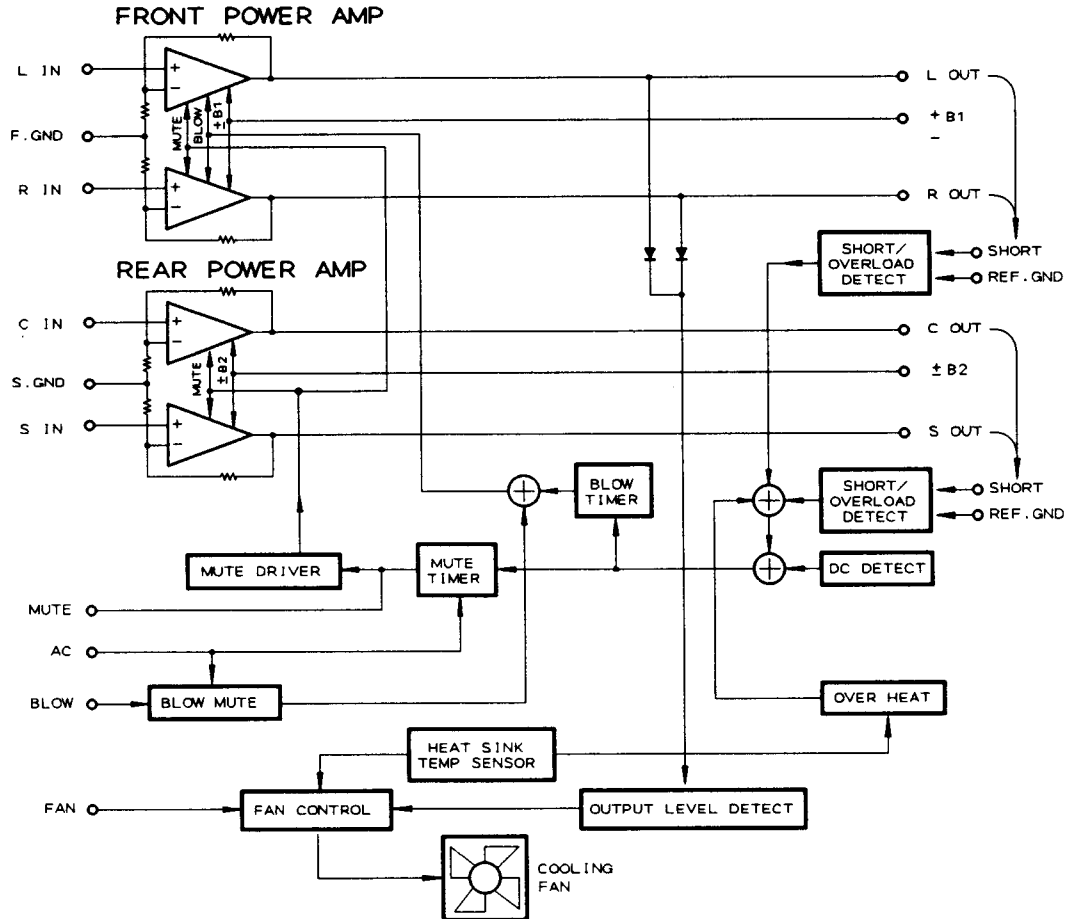 FRONT POWER AMP
L IN
+
-
L OUT
MUTE
BLOW
±B1
+ B1
-
F.GND
R IN
+
-
R OUT
SHORT/
OVERLOAD
DETECT
SHORT
REF.GND
REAR POWER AMP
C IN
+
-
C OUT
MUTE
±B2
± B2
S.GND
S IN
+
-
S OUT
BLOW
TIMER
SHORT/
OVERLOAD
DETECT
SHORT
REF.GND
MUTE DRIVER
MUTE
TIMER
DC DETECT
MUTE
AC
BLOW
BLOW MUTE
OVER HEAT
HEAT SINK
TEMP SENSOR
FAN
FAN CONTROL
OUTPUT LEVEL DETECT
COOLING
FAN